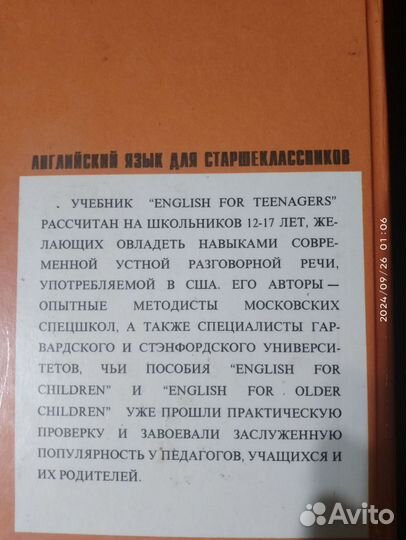 АНГЛИЙСКИЙ ЯЗЫК ДЛЯ СТАРШЕКЛАССНИКОВ
УЧЕБНИК "ENGLISH FOR TEENAGERS"
РАССЧИТАН НА ШКОЛЬНИКОВ 12-17 ЛЕТ, ЖЕ-
ЛАЮЩИХ ОВЛАДЕТЬ НАВЫКАМИ СОВРЕ-
МЕННОЙ УСТНОЙ РАЗГОВОРНОЙ РЕЧИ,
УПОТРЕБЛЯЕМОЙ В США. ЕГО АВТОРЫ —
ОПЫТНЫЕ МЕТОДИСТЫ МОСКОВСКИХ
СПЕЦШКОЛ, А ТАКЖЕ СПЕЦИАЛИСТЫ ГАР-
ВАРДСКОГО И СТЭНФОРДСКОГО УНИВЕРСИ-
ТЕТОВ, ЧЬИ ПОСОБИЯ "ENGLISH FOR
CHILDREN" И "ENGLISH FOR OLDER
CHILDREN" УЖЕ ПРОШЛИ ПРАКТИЧЕСКУЮ
ПРОВЕРКУ И ЗАВОЕВАЛИ ЗАСЛУЖЕННУЮ
ПОПУЛЯРНОСТЬ У ПЕДАГОГОВ, УЧАЩИХСЯ И
ИХ РОДИТЕЛЕЙ.
2024/09/26 01:06
Avito